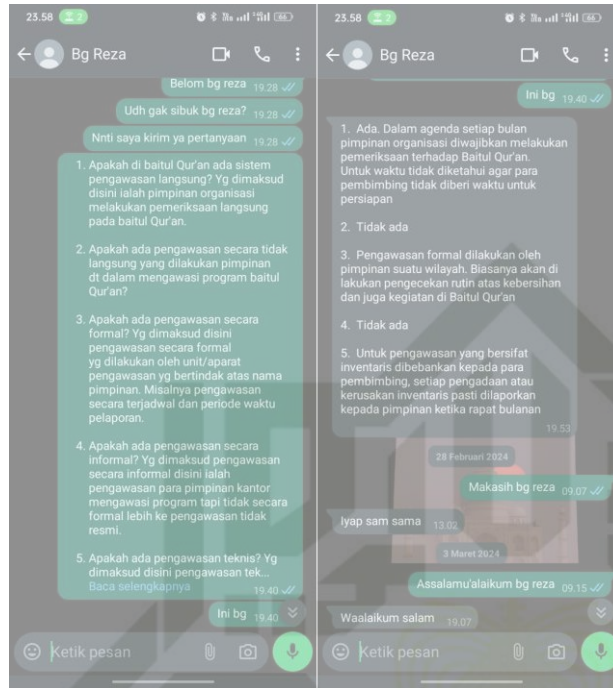 23.58 2 66
Bg Reza
Belom bg reza 19.28
Udh gak sibuk bg reza? 19.28
Nnti saya kirim ya pertanyaan 19.28
1. Apakah di baitul Qur'an ada sistem
pengawasan langsung? Yg dimaksud
disini ialah pimpinan organisasi
melakukan pemeriksaan langsung
pada baitul Qur'an.
2. Apakah ada pengawasan secara tidak
langsung yang dilakukan pimpinan
dt dalam mengawasi program baitul
Qur'an?
3. Apakah ada pengawasan secara
formal? Yg dimaksud disini
pengawasan secara formal
yg dilakukan oleh unit/aparat
pengawasan yg bertindak atas nama
pimpinan. Misalnya pengawasan
secara terjadwal dan periode waktu
pelaporan.
4. Apakah ada pengawasan secara
informal? Yg dimaksud pengawasan
secara informal disini ialah
pengawasan para pimpinan kantor
mengawasi program tapi tidak secara
formal lebih ke pengawasan tidak
resmi.
5. Apakah ada pengawasan teknis? Yg
dimaksud disini pengawasan tek...
Baca selengkapnya 19.40
Ini bg 19.40
Ketik pesan
23.58 2 66
Bg Reza
Ini bg 19.40
1. Ada. Dalam agenda setiap bulan
pimpinan organisasi diwajibkan melakukan
pemeriksaan terhadap Baitul Qur'an.
Untuk waktu tidak diketahui agar para
pembimbing tidak diberi waktu untuk
persiapan
2. Tidak ada
3. Pengawasan formal dilakukan oleh
pimpinan suatu wilayah. Biasanya akan di
lakukan pengecekan rutin atas kebersihan
dan juga kegiatan di Baitul Qur'an
4. Tidak ada
5. Untuk pengawasan yang bersifat
inventaris dibebankan kepada para
pembimbing, setiap pengadaan atau
kerusakan inventaris pasti dilaporkan
kepada pimpinan ketika rapat bulanan
19.53
28 Februari 2024
Makasih bg reza 09.07
Iyap sam sama 13.02
3 Maret 2024
Assalamu'alaikum bg reza 09.15
Waalaikum salam 19.07
Ketik pesan